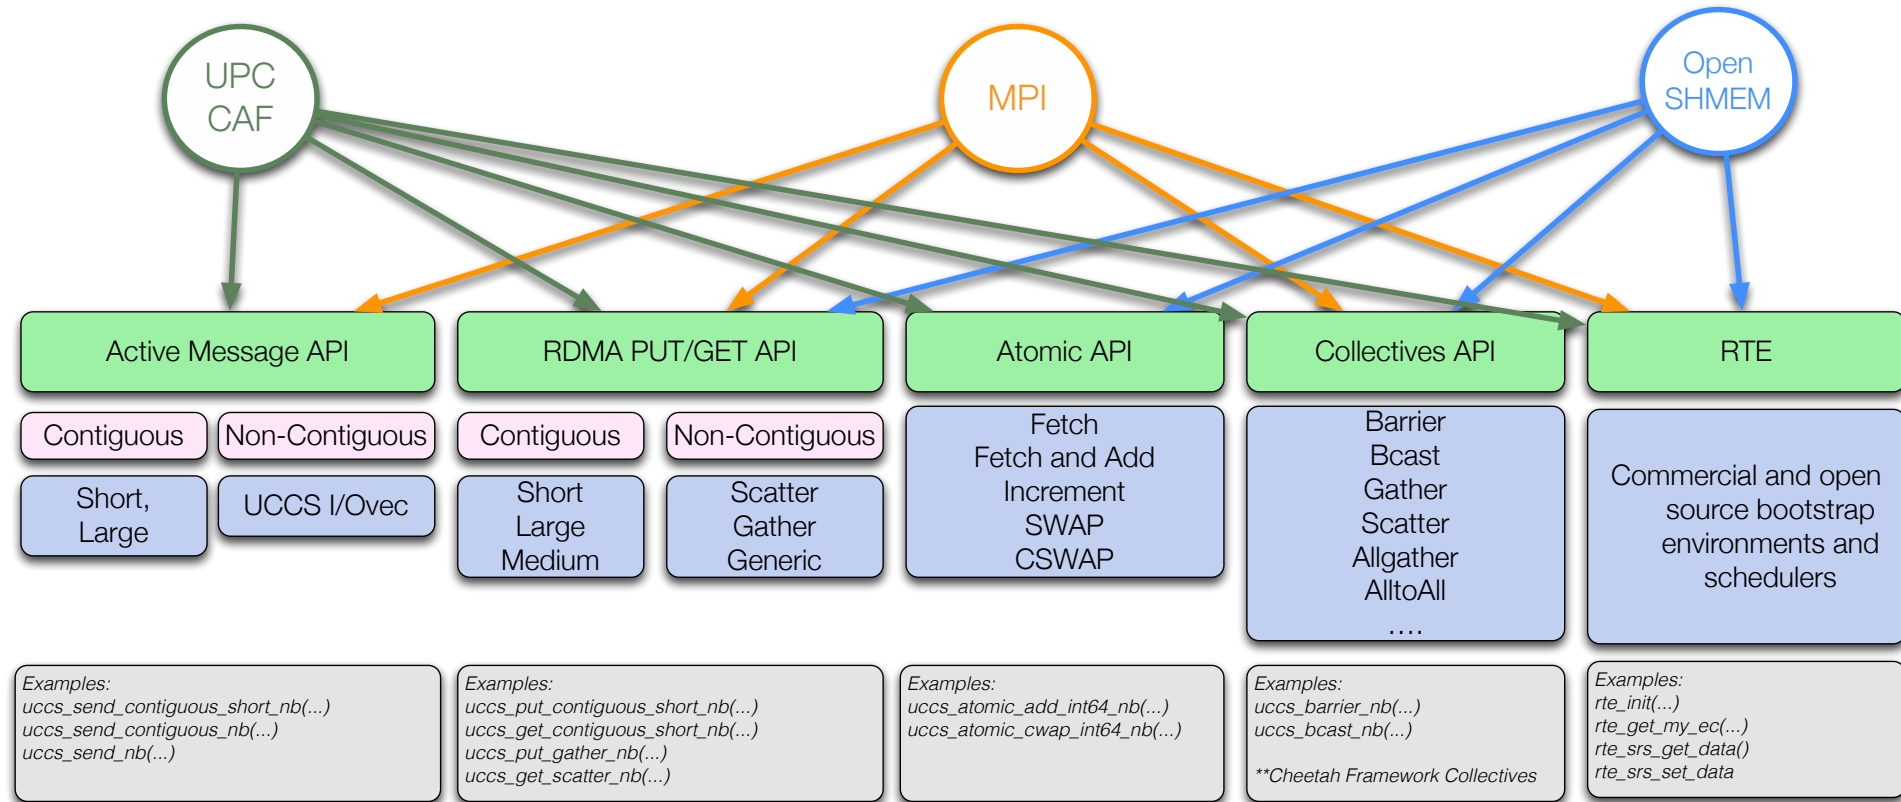 UPC
CAF
MPI
Open
SHMEM
Active Message API
RDMA PUT/GET API
Atomic API
Collectives API
RTE
Contiguous
Non-Contiguous
Contiguous
Non-Contiguous
Short,
Large
UCCS I/Ovec
Short
Large
Medium
Scatter
Gather
Generic
Fetch
Fetch and Add
Increment
SWAP
CSWAP
Barrier
Bcast
Gather
Scatter
Allgather
AlltoAll
....
Commercial and open
source bootstrap
environments and
schedulers
Examples:
uccs_send_contiguous_short_nb(...)
uccs_send_contiguous_nb(...)
uccs_send_nb(...)
Examples:
uccs_put_contiguous_short_nb(...)
uccs_get_contiguous_short_nb(...)
uccs_put_gather_nb(...)
uccs_get_scatter_nb(...)
Examples:
uccs_atomic_add_int64_nb(...)
uccs_atomic_cwap_int64_nb(...)
Examples:
uccs_barrier_nb(...)
uccs_bcast_nb(...)
**Cheetah Framework Collectives
Examples:
rte_init(...)
rte_get_my_ec(...)
rte_srs_get_data()
rte_srs_set_data